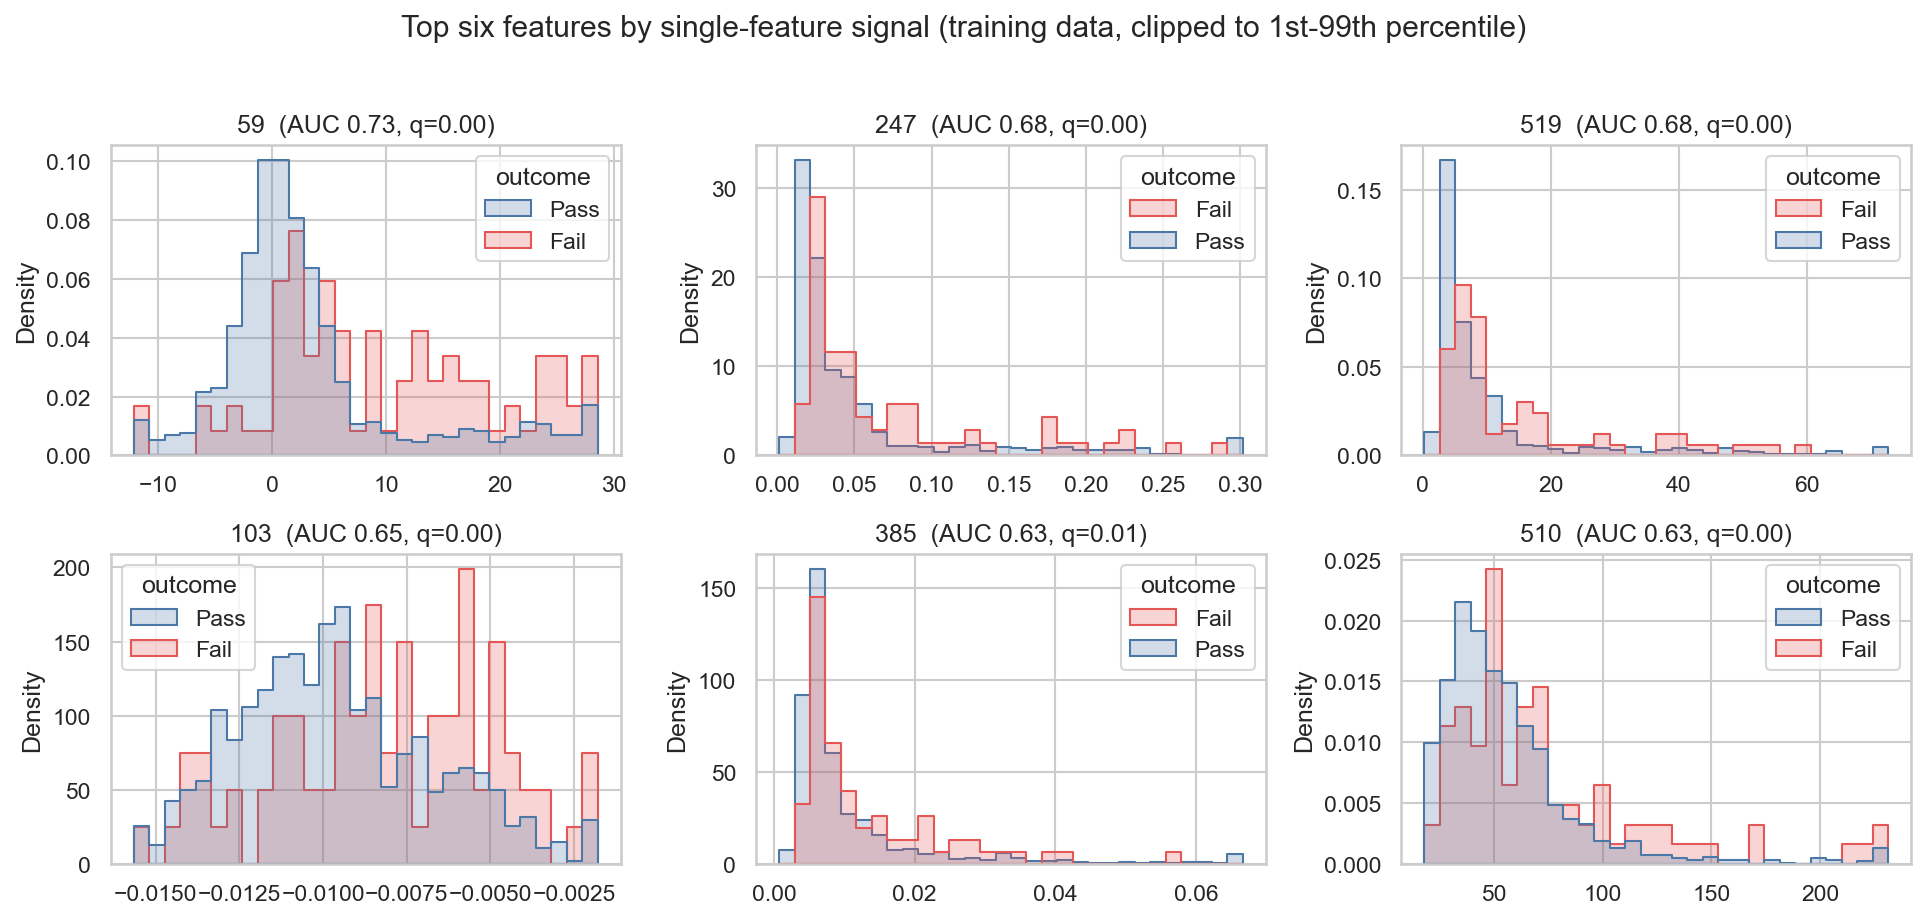 Top six features by single-feature signal (training data, clipped to 1st-99th percentile)
59 (AUC 0.73, q=0.00)
Density
0.10
0.08
0.06
0.04
0.02
0.00
−10
0
10
20
30
outcome
Pass
Fail
247 (AUC 0.68, q=0.00)
Density
30
20
10
0
0.00
0.05
0.10
0.15
0.20
0.25
0.30
outcome
Fail
Pass
519 (AUC 0.68, q=0.00)
Density
0.15
0.10
0.05
0.00
0
20
40
60
outcome
Fail
Pass
103 (AUC 0.65, q=0.00)
Density
200
150
100
50
0
−0.0150
−0.0125
−0.0100
−0.0075
−0.0050
−0.0025
outcome
Pass
Fail
385 (AUC 0.63, q=0.01)
Density
150
100
50
0
0.00
0.02
0.04
0.06
outcome
Fail
Pass
510 (AUC 0.63, q=0.00)
Density
0.025
0.020
0.015
0.010
0.005
0.000
50
100
150
200
outcome
Pass
Fail